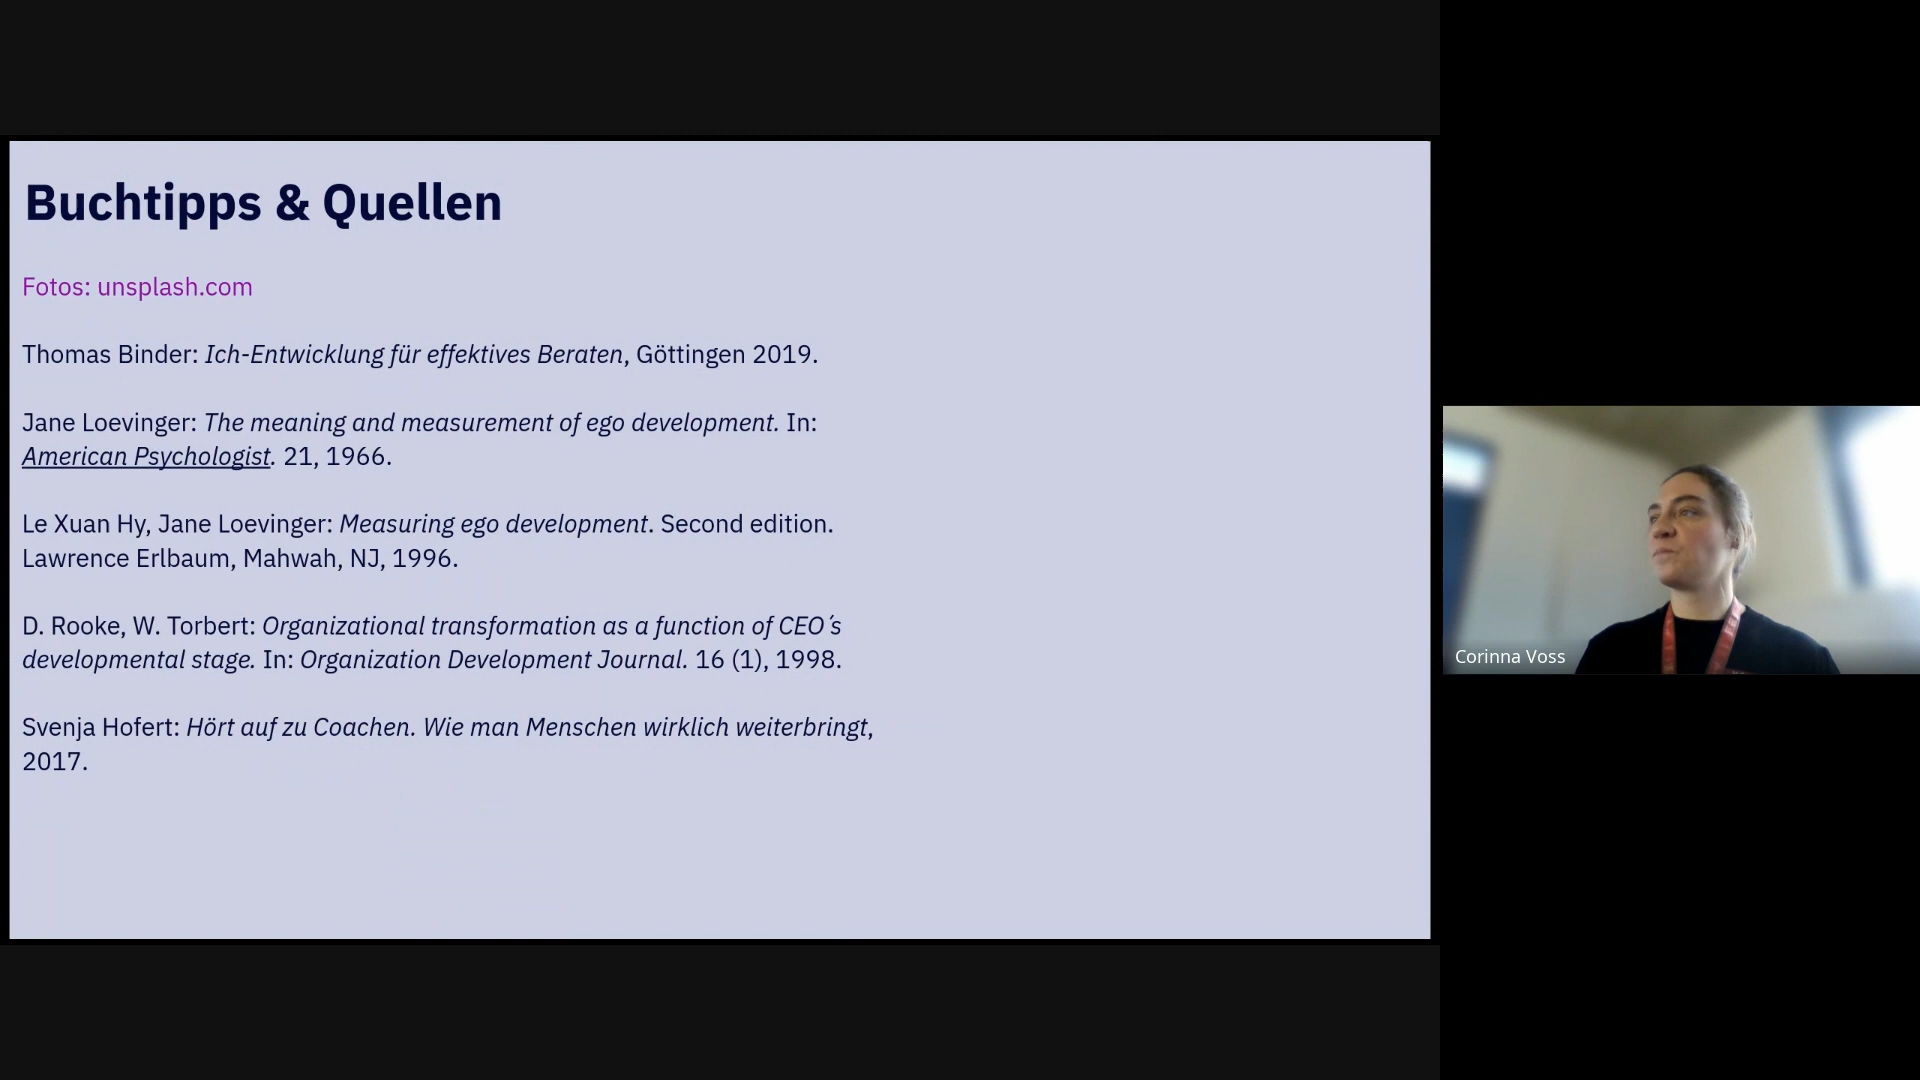 Buchtipps & Quellen
Fotos: unsplash.com
Thomas Binder: Ich-Entwicklung für effektives Beraten, Göttingen 2019.
Jane Loevinger: The meaning and measurement of ego development. In:
American Psychologist. 21, 1966.
Le Xuan Hy, Jane Loevinger: Measuring ego development. Second edition.
Lawrence Erlbaum, Mahwah, NJ, 1996.
D. Rooke, W. Torbert: Organizational transformation as a function of CEO´s
developmental stage. In: Organization Development Journal. 16 (1), 1998.
Svenja Hofert: Hört auf zu Coachen. Wie man Menschen wirklich weiterbringt,
2017.
Corinna Voss